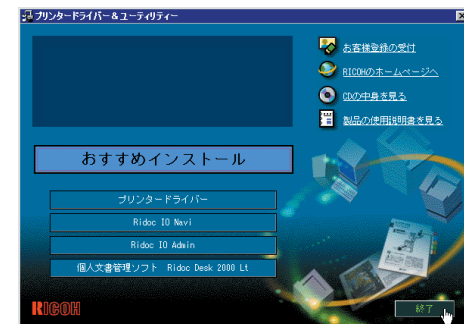 プリンタードライバー&ユーティリティー
お客様登録の受付
RICOHのホームページへ
CDの中身を見る
製品の使用説明書を見る
おすすめインストール
プリンタードライバー
Ridoc IO Navi
Ridoc IO Admin
個人文書管理ソフト Ridoc Desk 2000 Lt
RICOH
終了